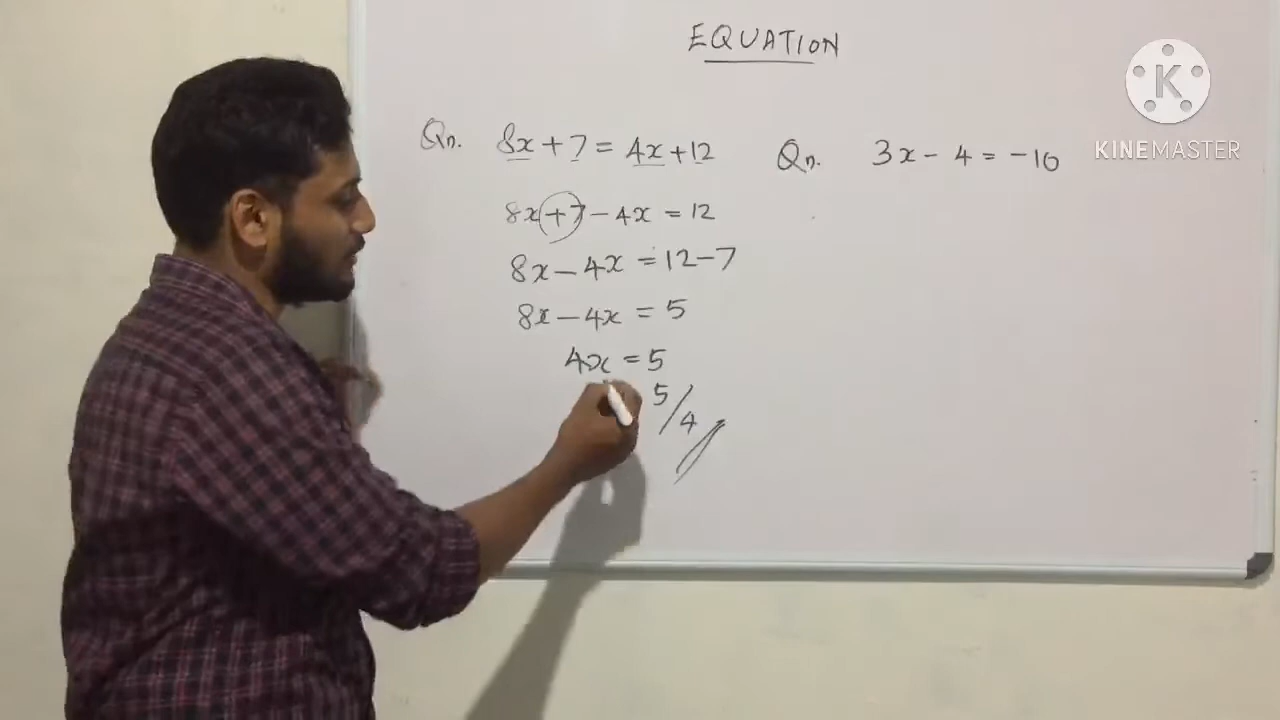 EQUATION
Qn. 8x + 7 = 4x + 12
8x + 7 - 4x = 12
8x - 4x = 12 - 7
8x - 4x = 5
4x = 5
5/4
Qn. 3x - 4 = -10
K
KINEMASTER